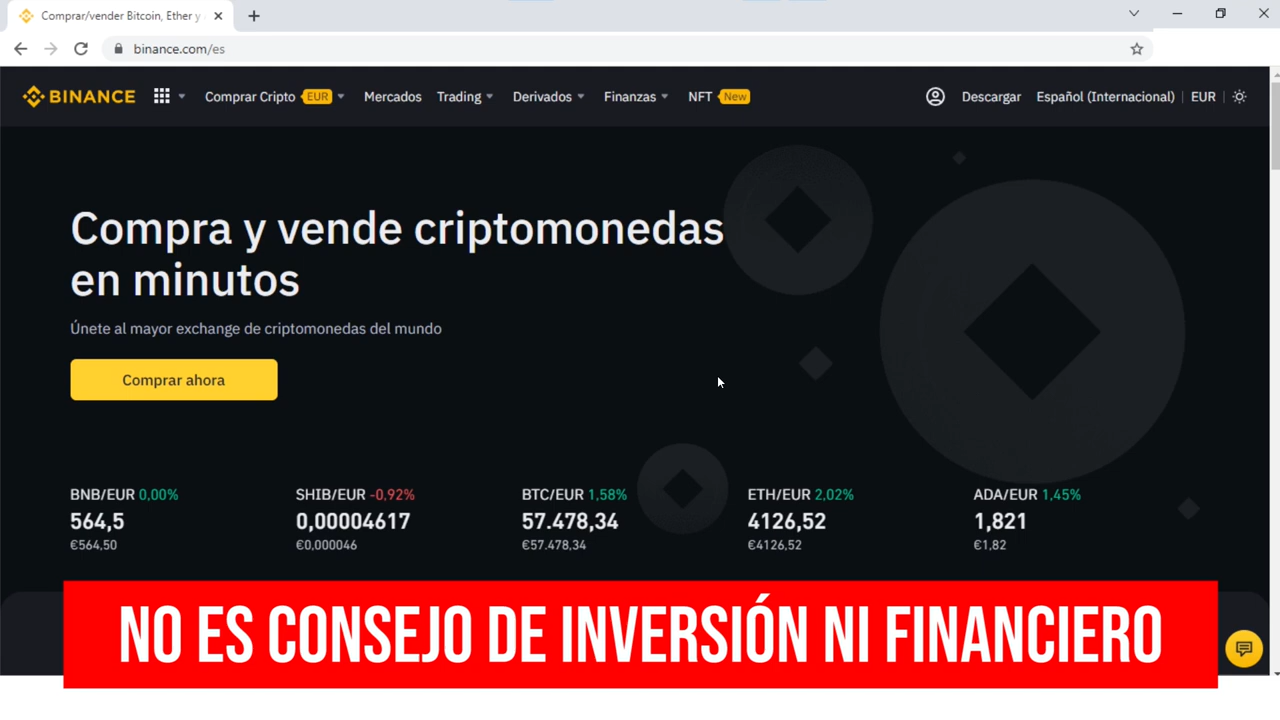 Comprar/vender Bitcoin, Ether y
binance.com/es
BINANCE Comprar Cripto EUR Mercados Trading Derivados Finanzas NFT New Descargar Español (Internacional) | EUR |
Compra y vende criptomonedas
en minutos
Únete al mayor exchange de criptomonedas del mundo
Comprar ahora
BNB/EUR 0,00% SHIB/EUR -0,92% BTC/EUR 1,58% ETH/EUR 2,02% ADA/EUR 1,45%
564,5 0,00004617 57.478,34 4126,52 1,821
€564,50 €0,000046 €57.478,34 €4126,52 €1,82
NO ES CONSEJO DE INVERSIÓN NI FINANCIERO